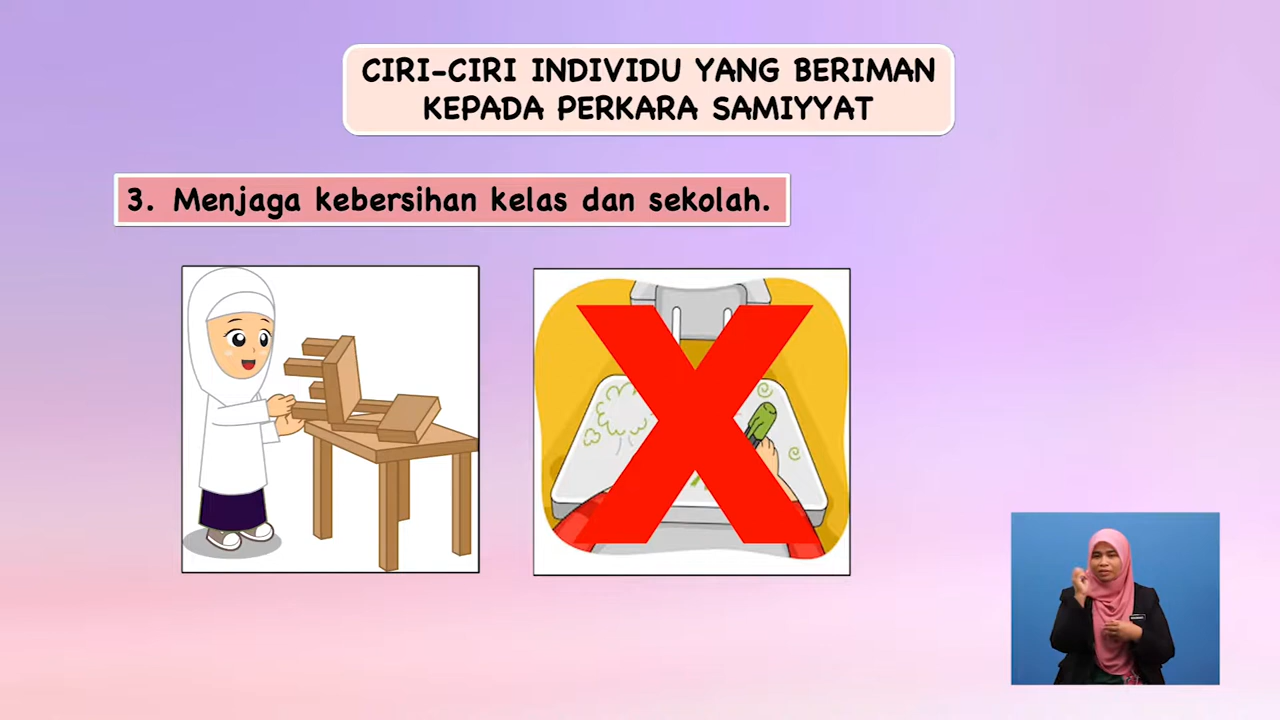 CIRI-CIRI INDIVIDU YANG BERIMAN
KEPADA PERKARA SAMIYYAT
3. Menjaga kebersihan kelas dan sekolah.